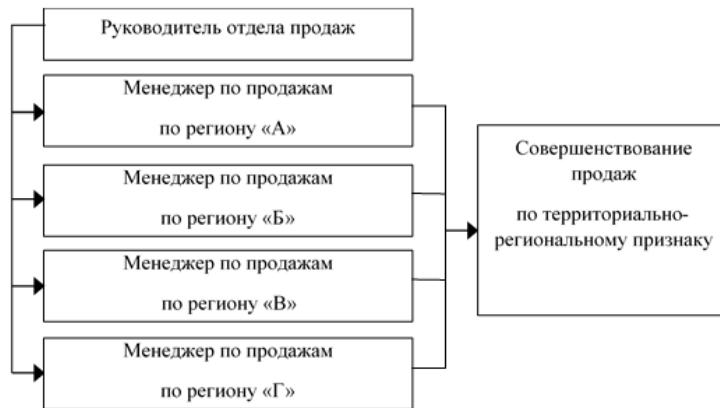 Руководитель отдела продаж
Менеджер по продажам
по региону «А»
Менеджер по продажам
по региону «Б»
Менеджер по продажам
по региону «В»
Менеджер по продажам
по региону «Г»
Совершенствование
продаж
по территориально-
региональному признаку